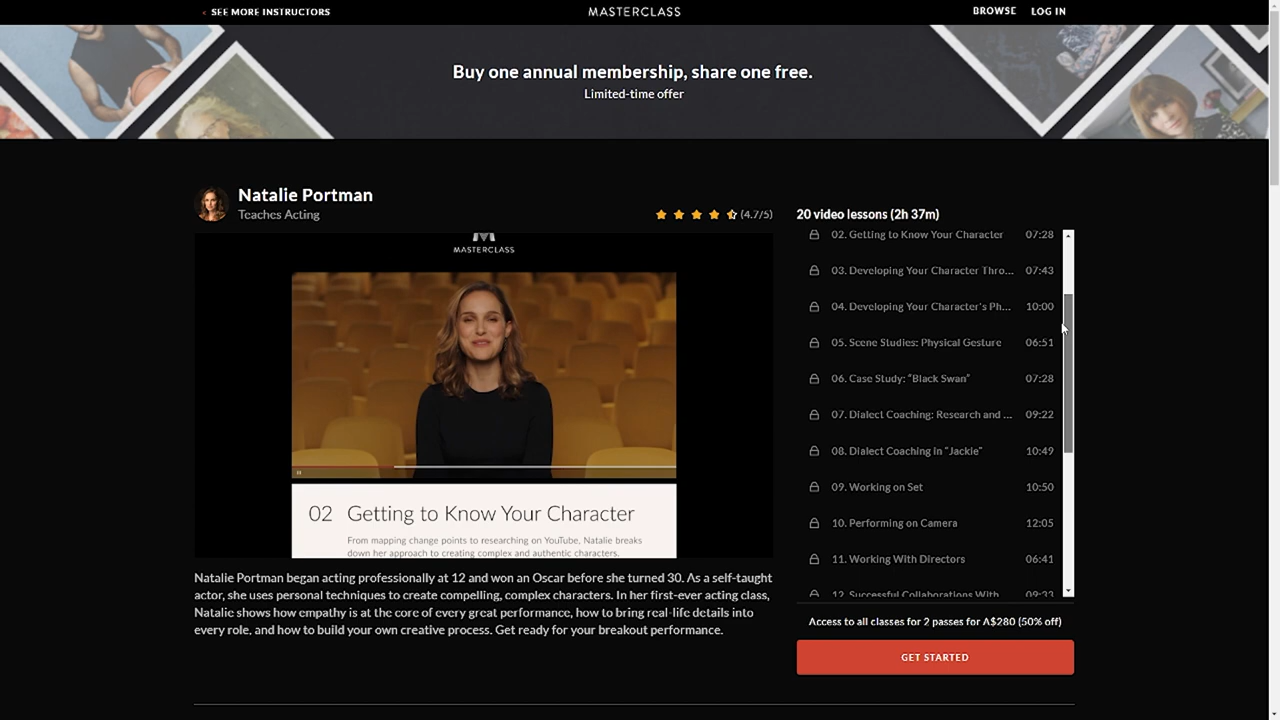 < SEE MORE INSTRUCTORS
MASTERCLASS
BROWSE
LOG IN
Buy one annual membership, share one free.
Limited-time offer
Natalie Portman
Teaches Acting
(4.7/5)
MASTERCLASS
02 Getting to Know Your Character
From mapping change points to researching on YouTube, Natalie breaks
down her approach to creating complex and authentic characters.
Natalie Portman began acting professionally at 12 and won an Oscar before she turned 30. As a self-taught
actor, she uses personal techniques to create compelling, complex characters. In her first-ever acting class,
Natalie shows how empathy is at the core of every great performance, how to bring real-life details into
every role, and how to build your own creative process. Get ready for your breakout performance.
20 video lessons (2h 37m)
02. Getting to Know Your Character 07:28
03. Developing Your Character Thro... 07:43
04. Developing Your Character's Ph... 10:00
05. Scene Studies: Physical Gesture 06:51
06. Case Study: “Black Swan” 07:28
07. Dialect Coaching: Research and ... 09:22
08. Dialect Coaching in “Jackie” 10:49
09. Working on Set 10:50
10. Performing on Camera 12:05
11. Working With Directors 06:41
12. Successful Collaborations With 09:33
Access to all classes for 2 passes for A$280 (50% off)
GET STARTED